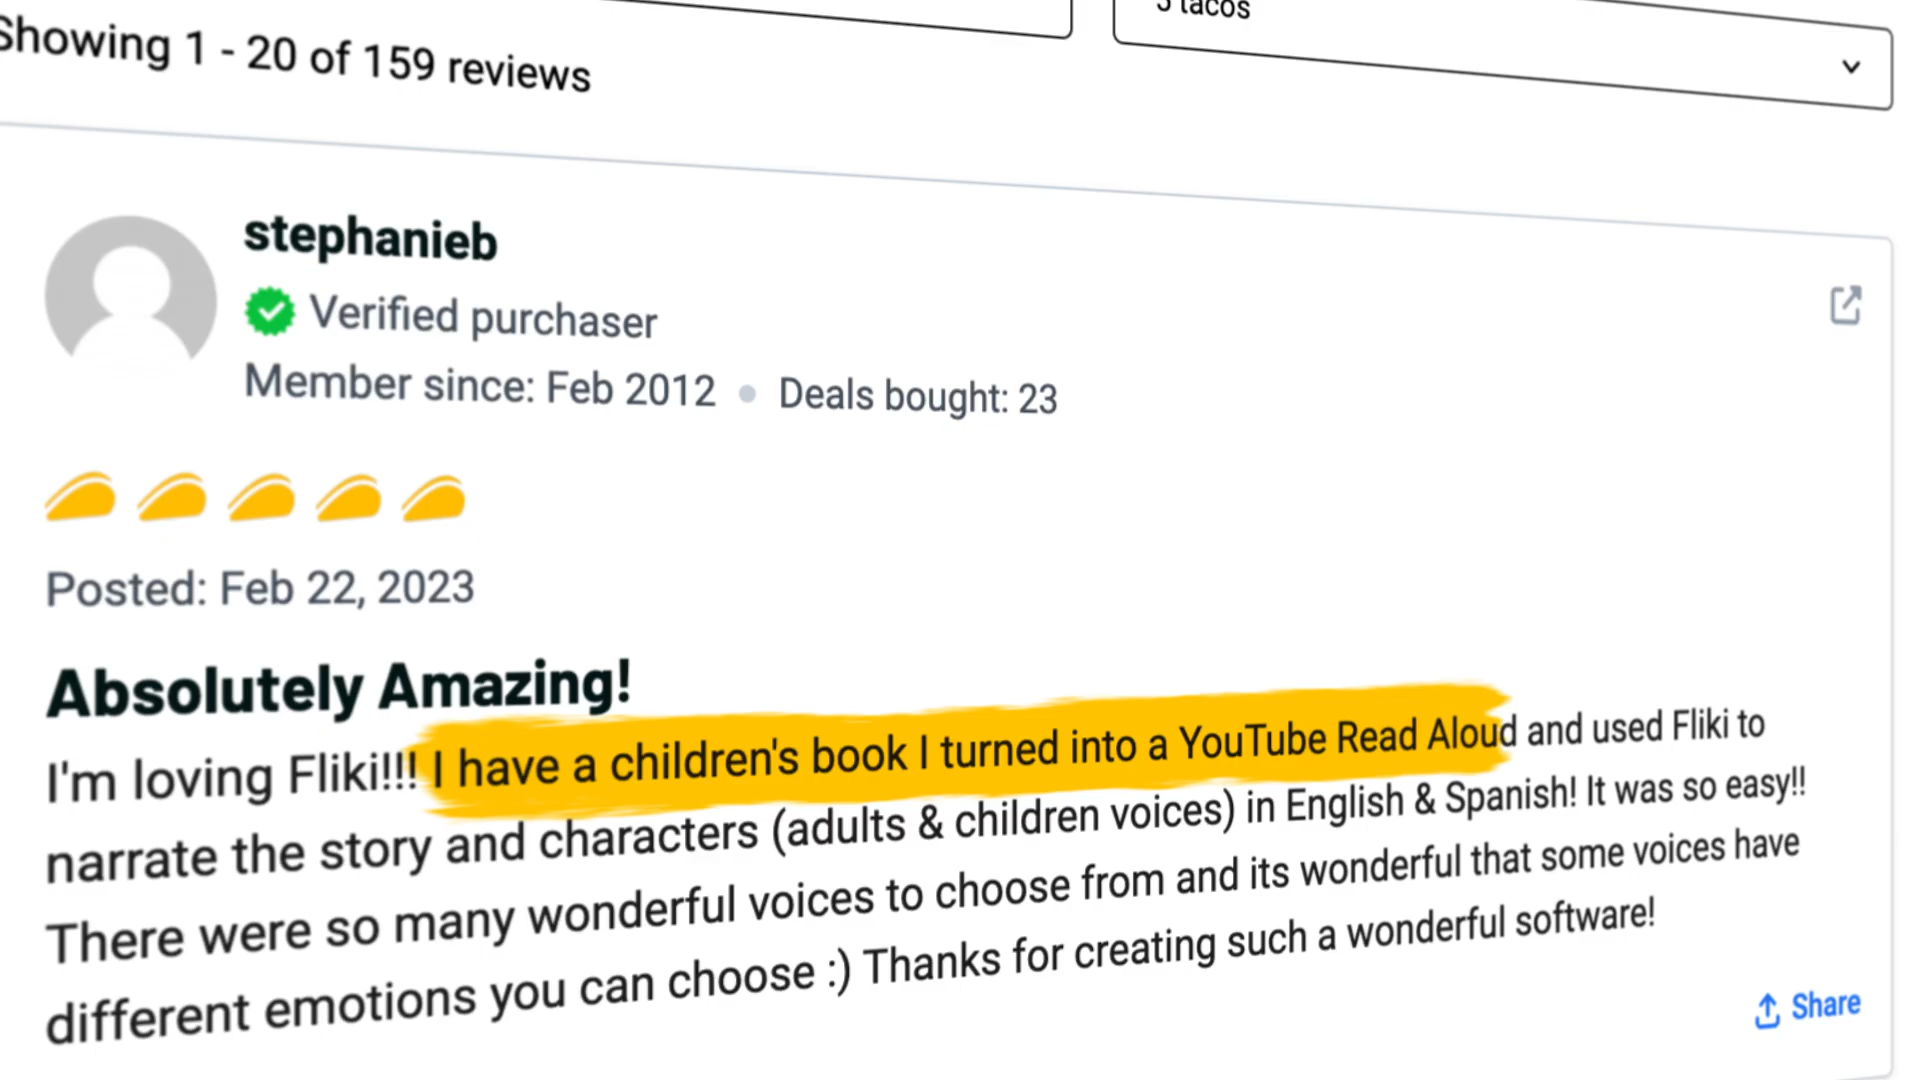 5 tacos
Showing 1 - 20 of 159 reviews
stephanieb
Verified purchaser
Member since: Feb 2012 • Deals bought: 23
Posted: Feb 22, 2023
Absolutely Amazing!
I'm loving Fliki!!! I have a children's book I turned into a YouTube Read Aloud and used Fliki to
narrate the story and characters (adults & children voices) in English & Spanish! It was so easy!!
There were so many wonderful voices to choose from and its wonderful that some voices have
different emotions you can choose :) Thanks for creating such a wonderful software!
Share